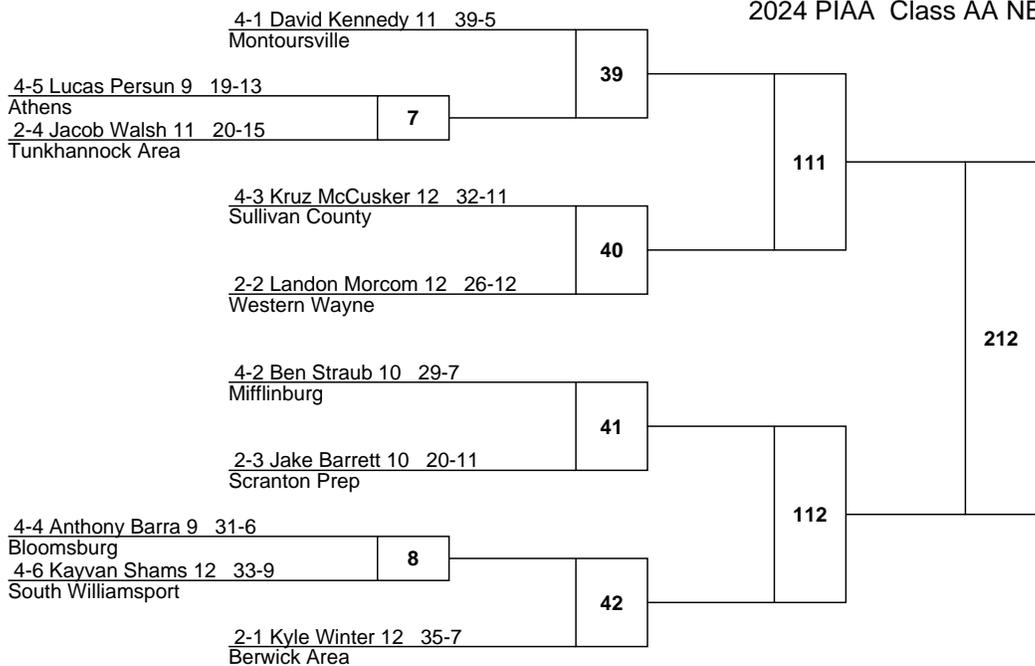 2024 PIAA Class AA NE
4-1 David Kennedy 11 39-5
Montoursville
39
4-5 Lucas Persun 9 19-13
Athens
7
2-4 Jacob Walsh 11 20-15
Tunkhannock Area
111
4-3 Kruz McCusker 12 32-11
Sullivan County
40
2-2 Landon Morcom 12 26-12
Western Wayne
212
4-2 Ben Straub 10 29-7
Mifflinburg
41
2-3 Jake Barrett 10 20-11
Scranton Prep
112
4-4 Anthony Barra 9 31-6
Bloomsburg
8
4-6 Kayvan Shams 12 33-9
South Williamsport
42
2-1 Kyle Winter 12 35-7
Berwick Area